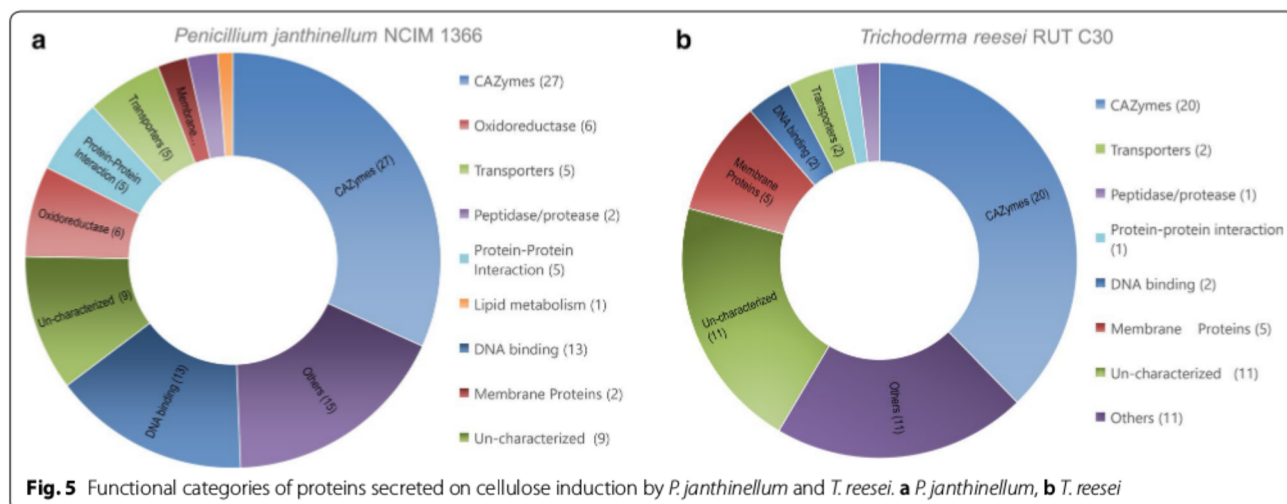 a
Penicillium janthinellum NCIM 1366
CAZymes (27)
Others (15)
DNA binding (13)
Un-characterized (9)
Oxidoreductase (6)
Protein-Protein
Interaction (5)
Transporters (5)
Membrane...
CAZymes (27)
Oxidoreductase (6)
Transporters (5)
Peptidase/protease (2)
Protein-Protein
Interaction (5)
Lipid metabolism (1)
DNA binding (13)
Membrane Proteins (2)
Un-characterized (9)
b
Trichoderma reesei RUT C30
CAZymes (20)
Others (11)
Un-characterized
(11)
Membrane
Proteins (5)
DNA binding (2)
Transporters (2)
CAZymes (20)
Transporters (2)
Peptidase/protease (1)
Protein-protein interaction
(1)
DNA binding (2)
Membrane Proteins (5)
Un-characterized (11)
Others (11)
Fig. 5 Functional categories of proteins secreted on cellulose induction by P. janthinellum and T. reesei. a P. janthinellum, b T. reesei